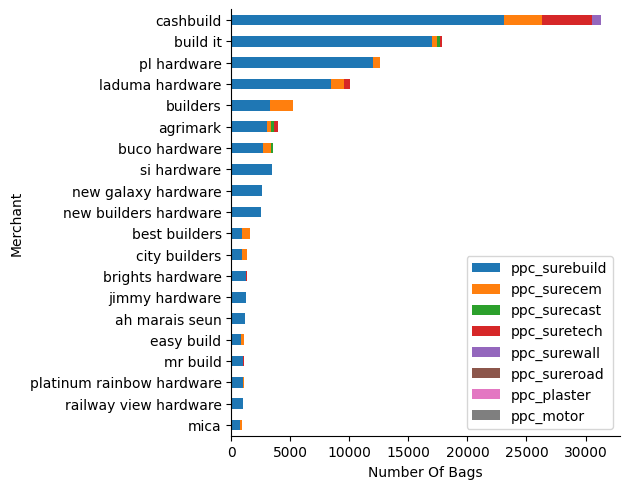 cashbuild
build it
pl hardware
laduma hardware
builders
agrimark
buco hardware
si hardware
new galaxy hardware
new builders hardware
best builders
city builders
brights hardware
jimmy hardware
ah marais seun
easy build
mr build
platinum rainbow hardware
railway view hardware
mica
Merchant
ppc_surebuild
ppc_surecem
ppc_surecast
ppc_suretech
ppc_surewall
ppc_sureroad
ppc_plaster
ppc_motor
0 5000 10000 15000 20000 25000 30000
Number Of Bags